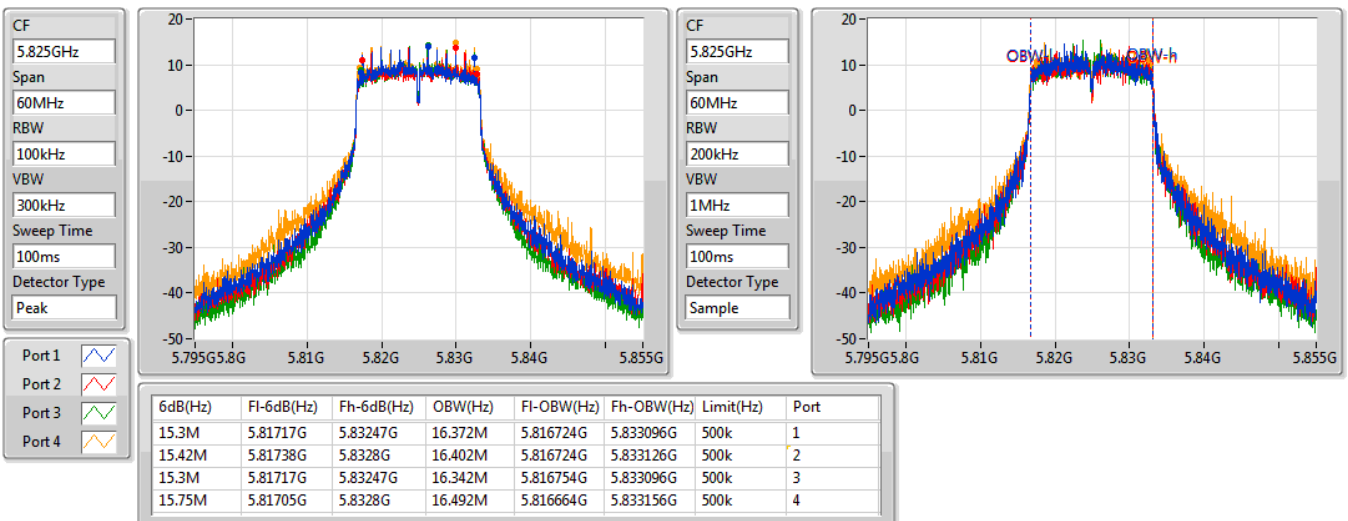 CF
5.825GHz
Span
60MHz
RBW
100kHz
VBW
300kHz
Sweep Time
100ms
Detector Type
Peak
20
10
0
-10
-20
-30
-40
-50
5.795G 5.8G 5.81G 5.82G 5.83G 5.84G 5.855G
CF
5.825GHz
Span
60MHz
RBW
200kHz
VBW
1MHz
Sweep Time
100ms
Detector Type
Sample
20
10
0
-10
-20
-30
-40
-50
OBW-l OBW-h
5.795G 5.8G 5.81G 5.82G 5.83G 5.84G 5.855G
Port 1
Port 2
Port 3
Port 4
6dB(Hz) Fl-6dB(Hz) Fh-6dB(Hz) OBW(Hz) Fl-OBW(Hz) Fh-OBW(Hz) Limit(Hz) Port
15.3M 5.81717G 5.83247G 16.372M 5.816724G 5.833096G 500k 1
15.42M 5.81738G 5.8328G 16.402M 5.816724G 5.833126G 500k 2
15.3M 5.81717G 5.83247G 16.342M 5.816754G 5.833096G 500k 3
15.75M 5.81705G 5.8328G 16.492M 5.816664G 5.833156G 500k 4